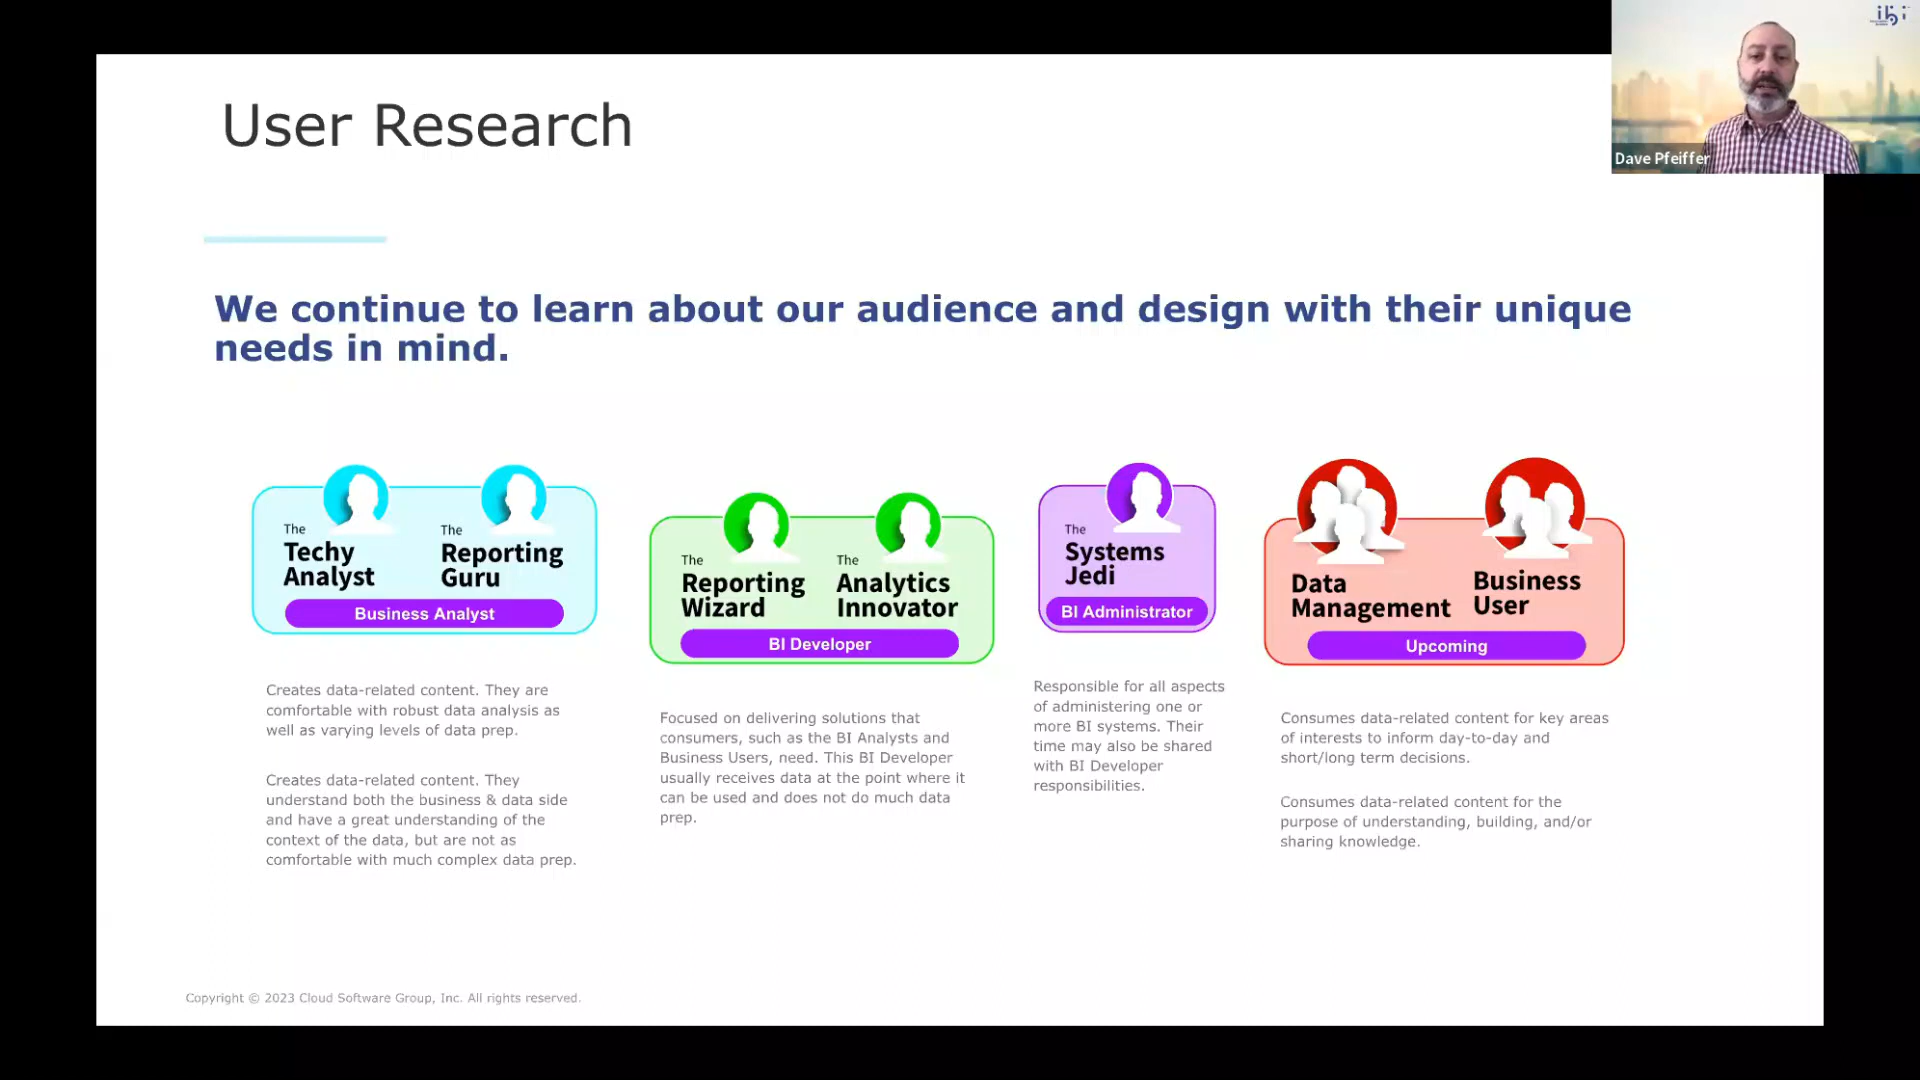 ibi
Dave Pfeiffer
User Research
We continue to learn about our audience and design with their unique
needs in mind.
The
Techy
Analyst
The
Reporting
Guru
Business Analyst
Creates data-related content. They are
comfortable with robust data analysis as
well as varying levels of data prep.
Creates data-related content. They
understand both the business & data side
and have a great understanding of the
context of the data, but are not as
comfortable with much complex data prep.
The
Reporting
Wizard
The
Analytics
Innovator
BI Developer
Focused on delivering solutions that
consumers, such as the BI Analysts and
Business Users, need. This BI Developer
usually receives data at the point where it
can be used and does not do much data
prep.
The
Systems
Jedi
BI Administrator
Responsible for all aspects
of administering one or
more BI systems. Their
time may also be shared
with BI Developer
responsibilities.
Data
Management
Business
User
Upcoming
Consumes data-related content for key areas
of interests to inform day-to-day and
short/long term decisions.
Consumes data-related content for the
purpose of understanding, building, and/or
sharing knowledge.
Copyright © 2023 Cloud Software Group, Inc. All rights reserved.